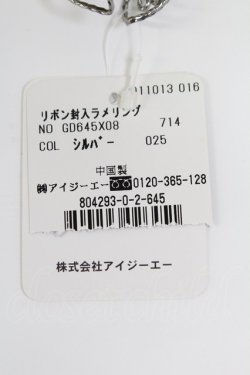 011013 016
リボン封入ラメリング
NO GD645X08 714
COL シルバー 025
中国製
㈱アイジーエー 0120-365-128
804293-0-2-645
株式会社アイジーエー